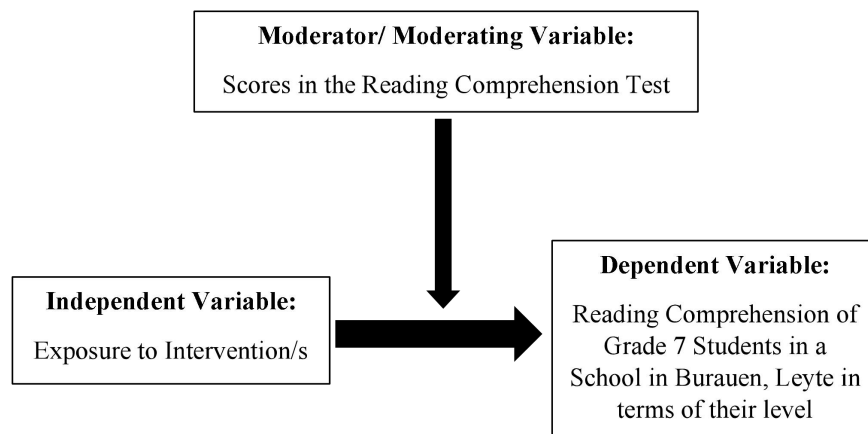 Moderator/ Moderating Variable:
Scores in the Reading Comprehension Test
Independent Variable:
Exposure to Intervention/s
Dependent Variable:
Reading Comprehension of
Grade 7 Students in a
School in Burauen, Leyte in
terms of their level